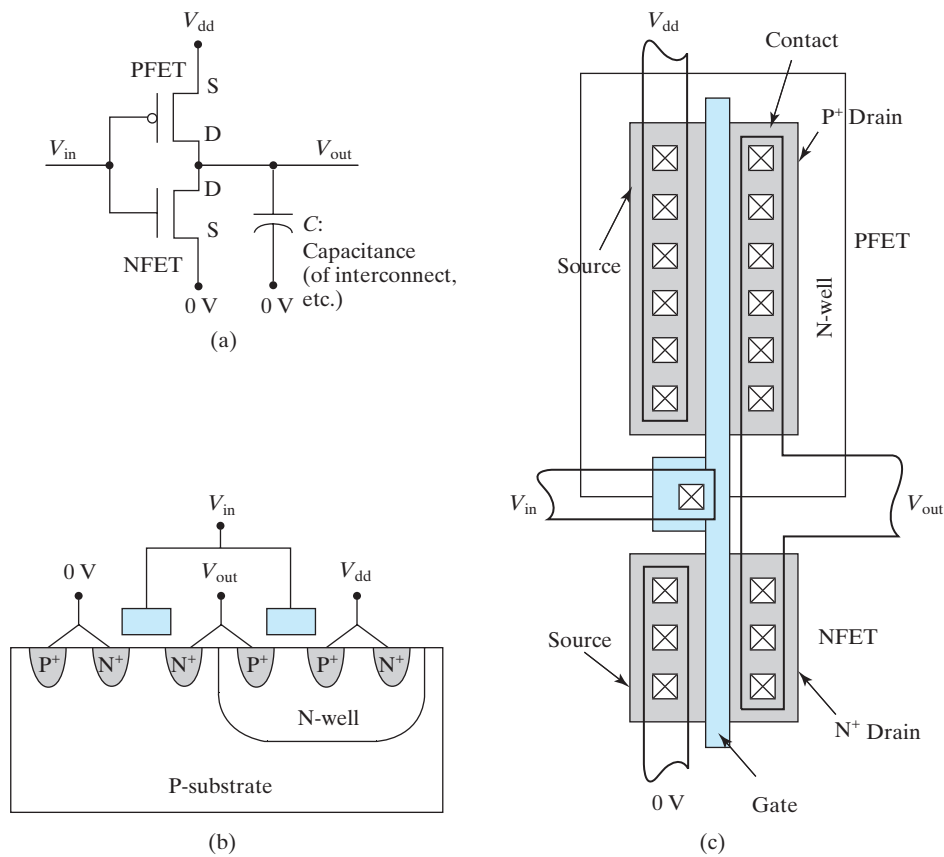 V_dd
PFET
S
D
V_in
V_out
D
S
NFET
C:
Capacitance
(of interconnect,
etc.)
0 V
0 V
(a)
V_in
0 V
V_out
V_dd
P⁺
N⁺
N⁺
P⁺
P⁺
N⁺
N-well
P-substrate
(b)
V_dd
Contact
P⁺ Drain
PFET
Source
N-well
V_in
V_out
NFET
Source
N⁺ Drain
0 V
Gate
(c)